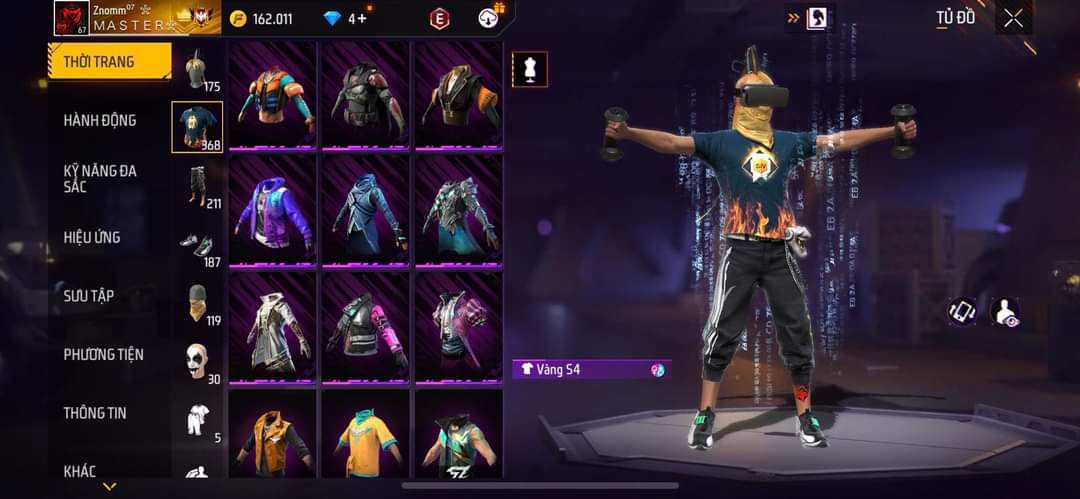 Znomm⁰⁷ ※
MASTER※
67
162.011
4+
E
TỦ ĐỒ
THỜI TRANG
HÀNH ĐỘNG
KỸ NĂNG ĐA
SẮC
HIỆU ỨNG
SƯU TẬP
PHƯƠNG TIỆN
THÔNG TIN
KHÁC
175
368
211
187
119
30
5
Vàng S4